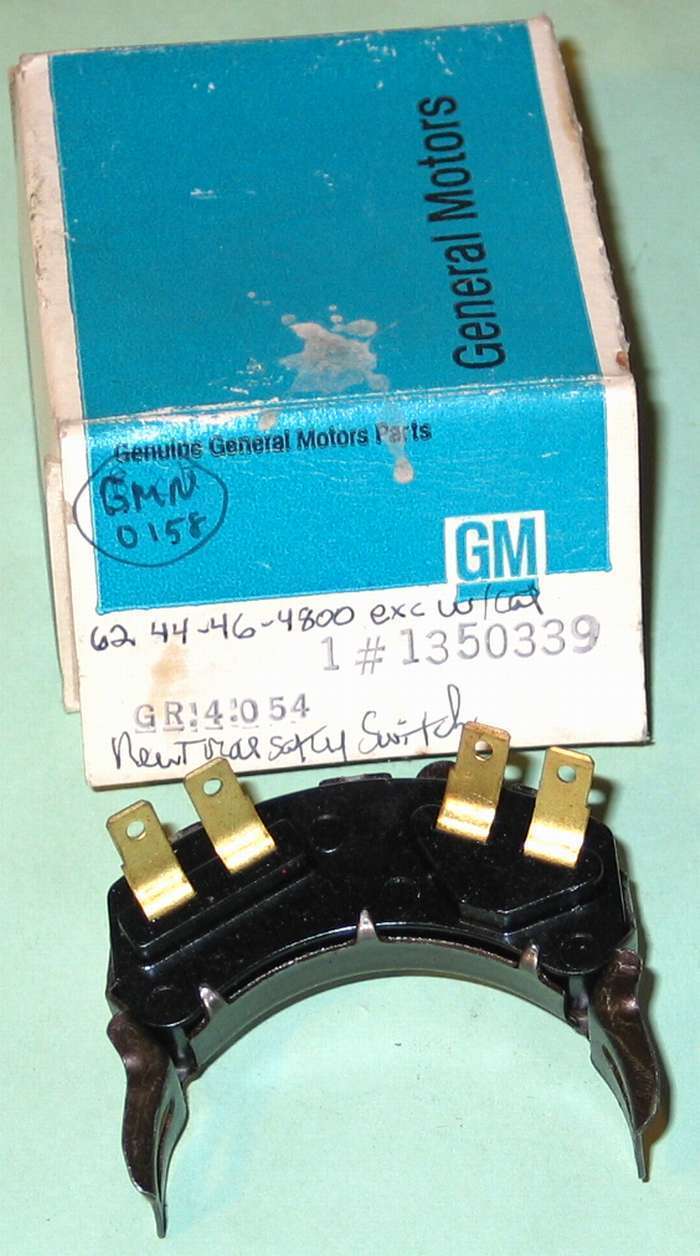 General Motors
Genuine General Motors Parts
GMN
0158
GM
62 44-46-4800 exc w/cat
1 # 1350339
GR:4:054
Neutral safty Switch